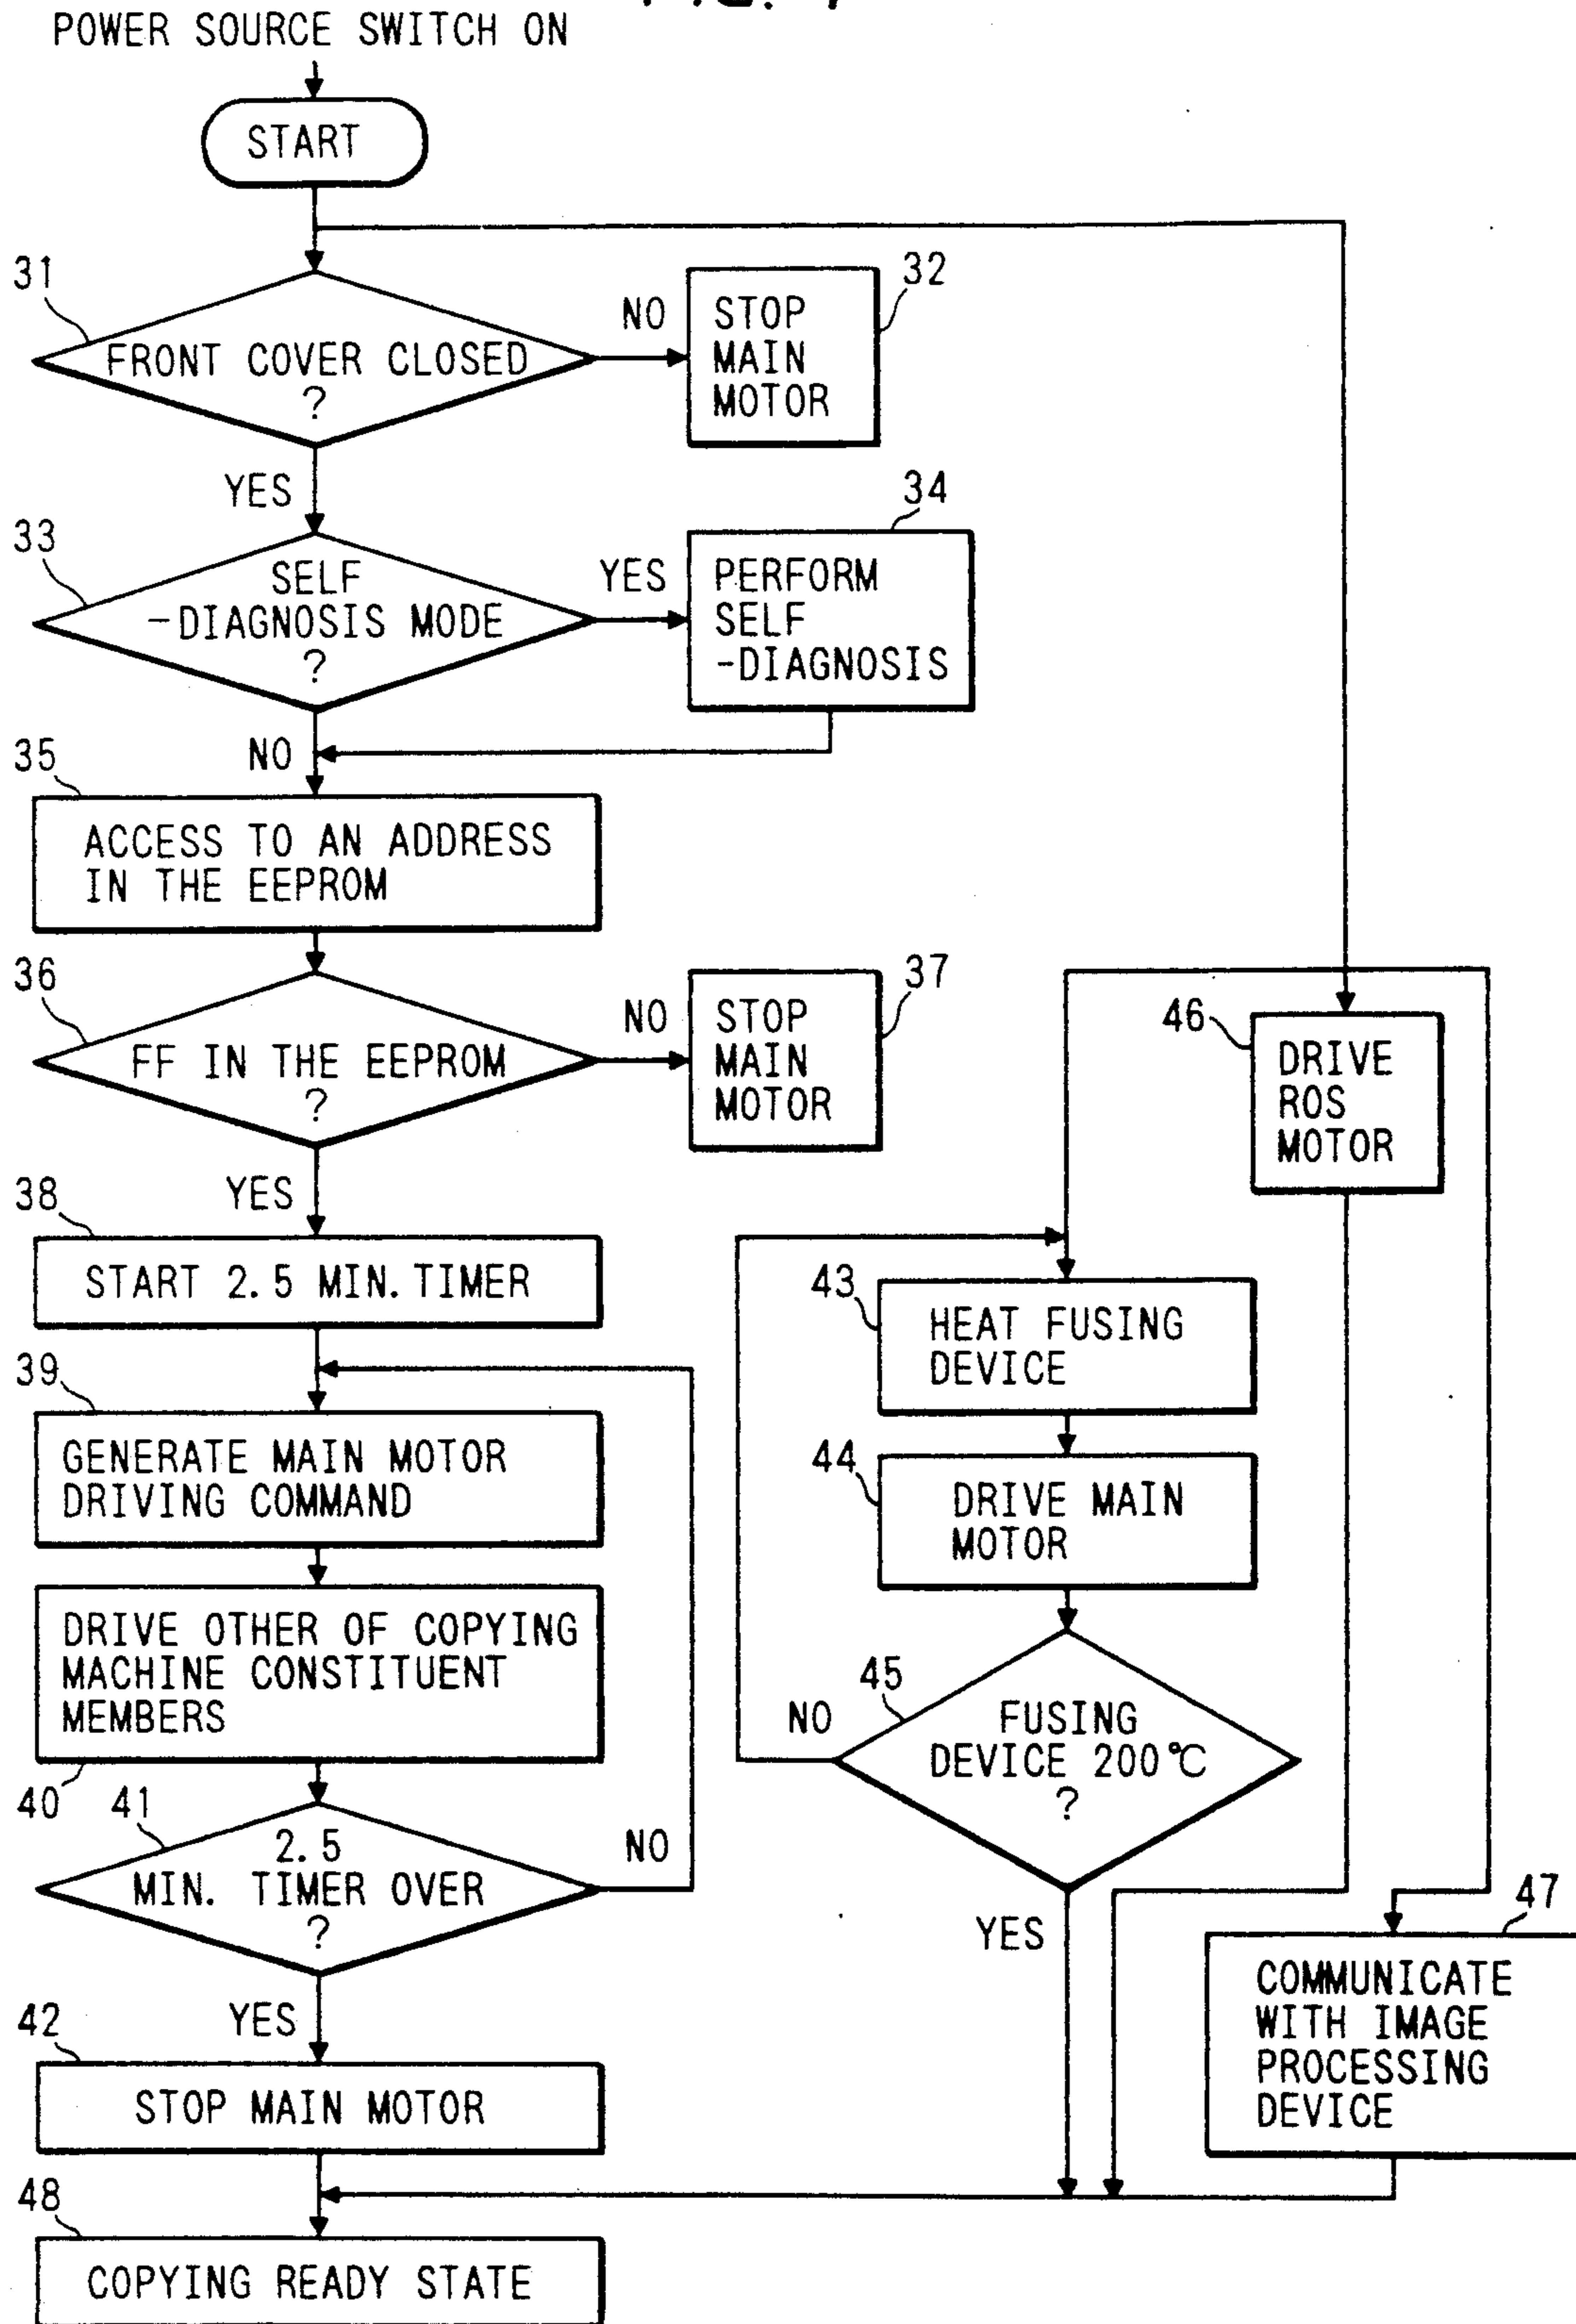 POWER SOURCE SWITCH ON
START
31
FRONT COVER CLOSED
?
NO
32
STOP
MAIN
MOTOR
YES
33
SELF
-DIAGNOSIS MODE
?
YES
34
PERFORM
SELF
-DIAGNOSIS
NO
35
ACCESS TO AN ADDRESS
IN THE EEPROM
36
FF IN THE EEPROM
?
NO
37
STOP
MAIN
MOTOR
YES
38
START 2.5 MIN. TIMER
39
GENERATE MAIN MOTOR
DRIVING COMMAND
DRIVE OTHER OF COPYING
MACHINE CONSTITUENT
MEMBERS
40
41
2.5
MIN. TIMER OVER
?
NO
YES
42
STOP MAIN MOTOR
46
DRIVE
ROS
MOTOR
43
HEAT FUSING
DEVICE
44
DRIVE MAIN
MOTOR
45
FUSING
DEVICE 200℃
?
NO
YES
47
COMMUNICATE
WITH IMAGE
PROCESSING
DEVICE
48
COPYING READY STATE